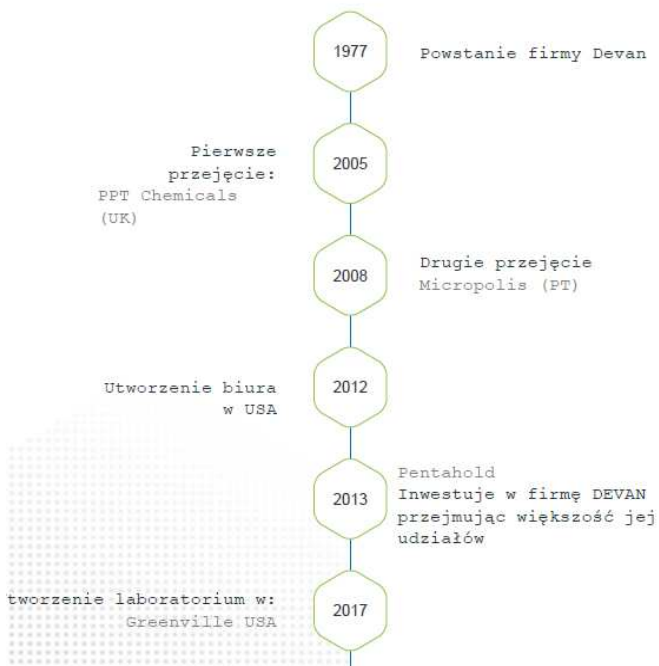 1977
Powstanie firmy Devan
Pierwsze
przejęcie:
PPT Chemicals
(UK)
2005
Drugie przejęcie
Micropolis (PT)
2008
Utworzenie biura
w USA
2012
Pentahold
Inwestuje w firmę DEVAN
przejmując większość jej
udziałów
2013
tworzenie laboratorium w:
Greenville USA
2017